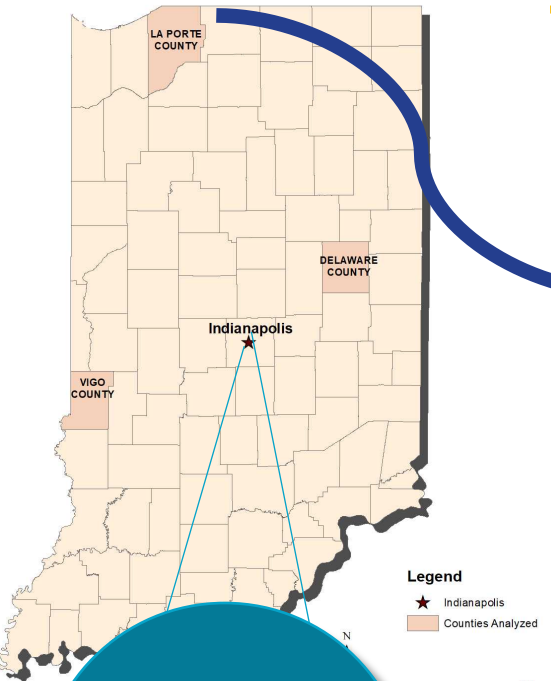 LA PORTE
COUNTY
DELAWARE
COUNTY
Indianapolis
VIGO
COUNTY
Legend
Indianapolis
Counties Analyzed
N